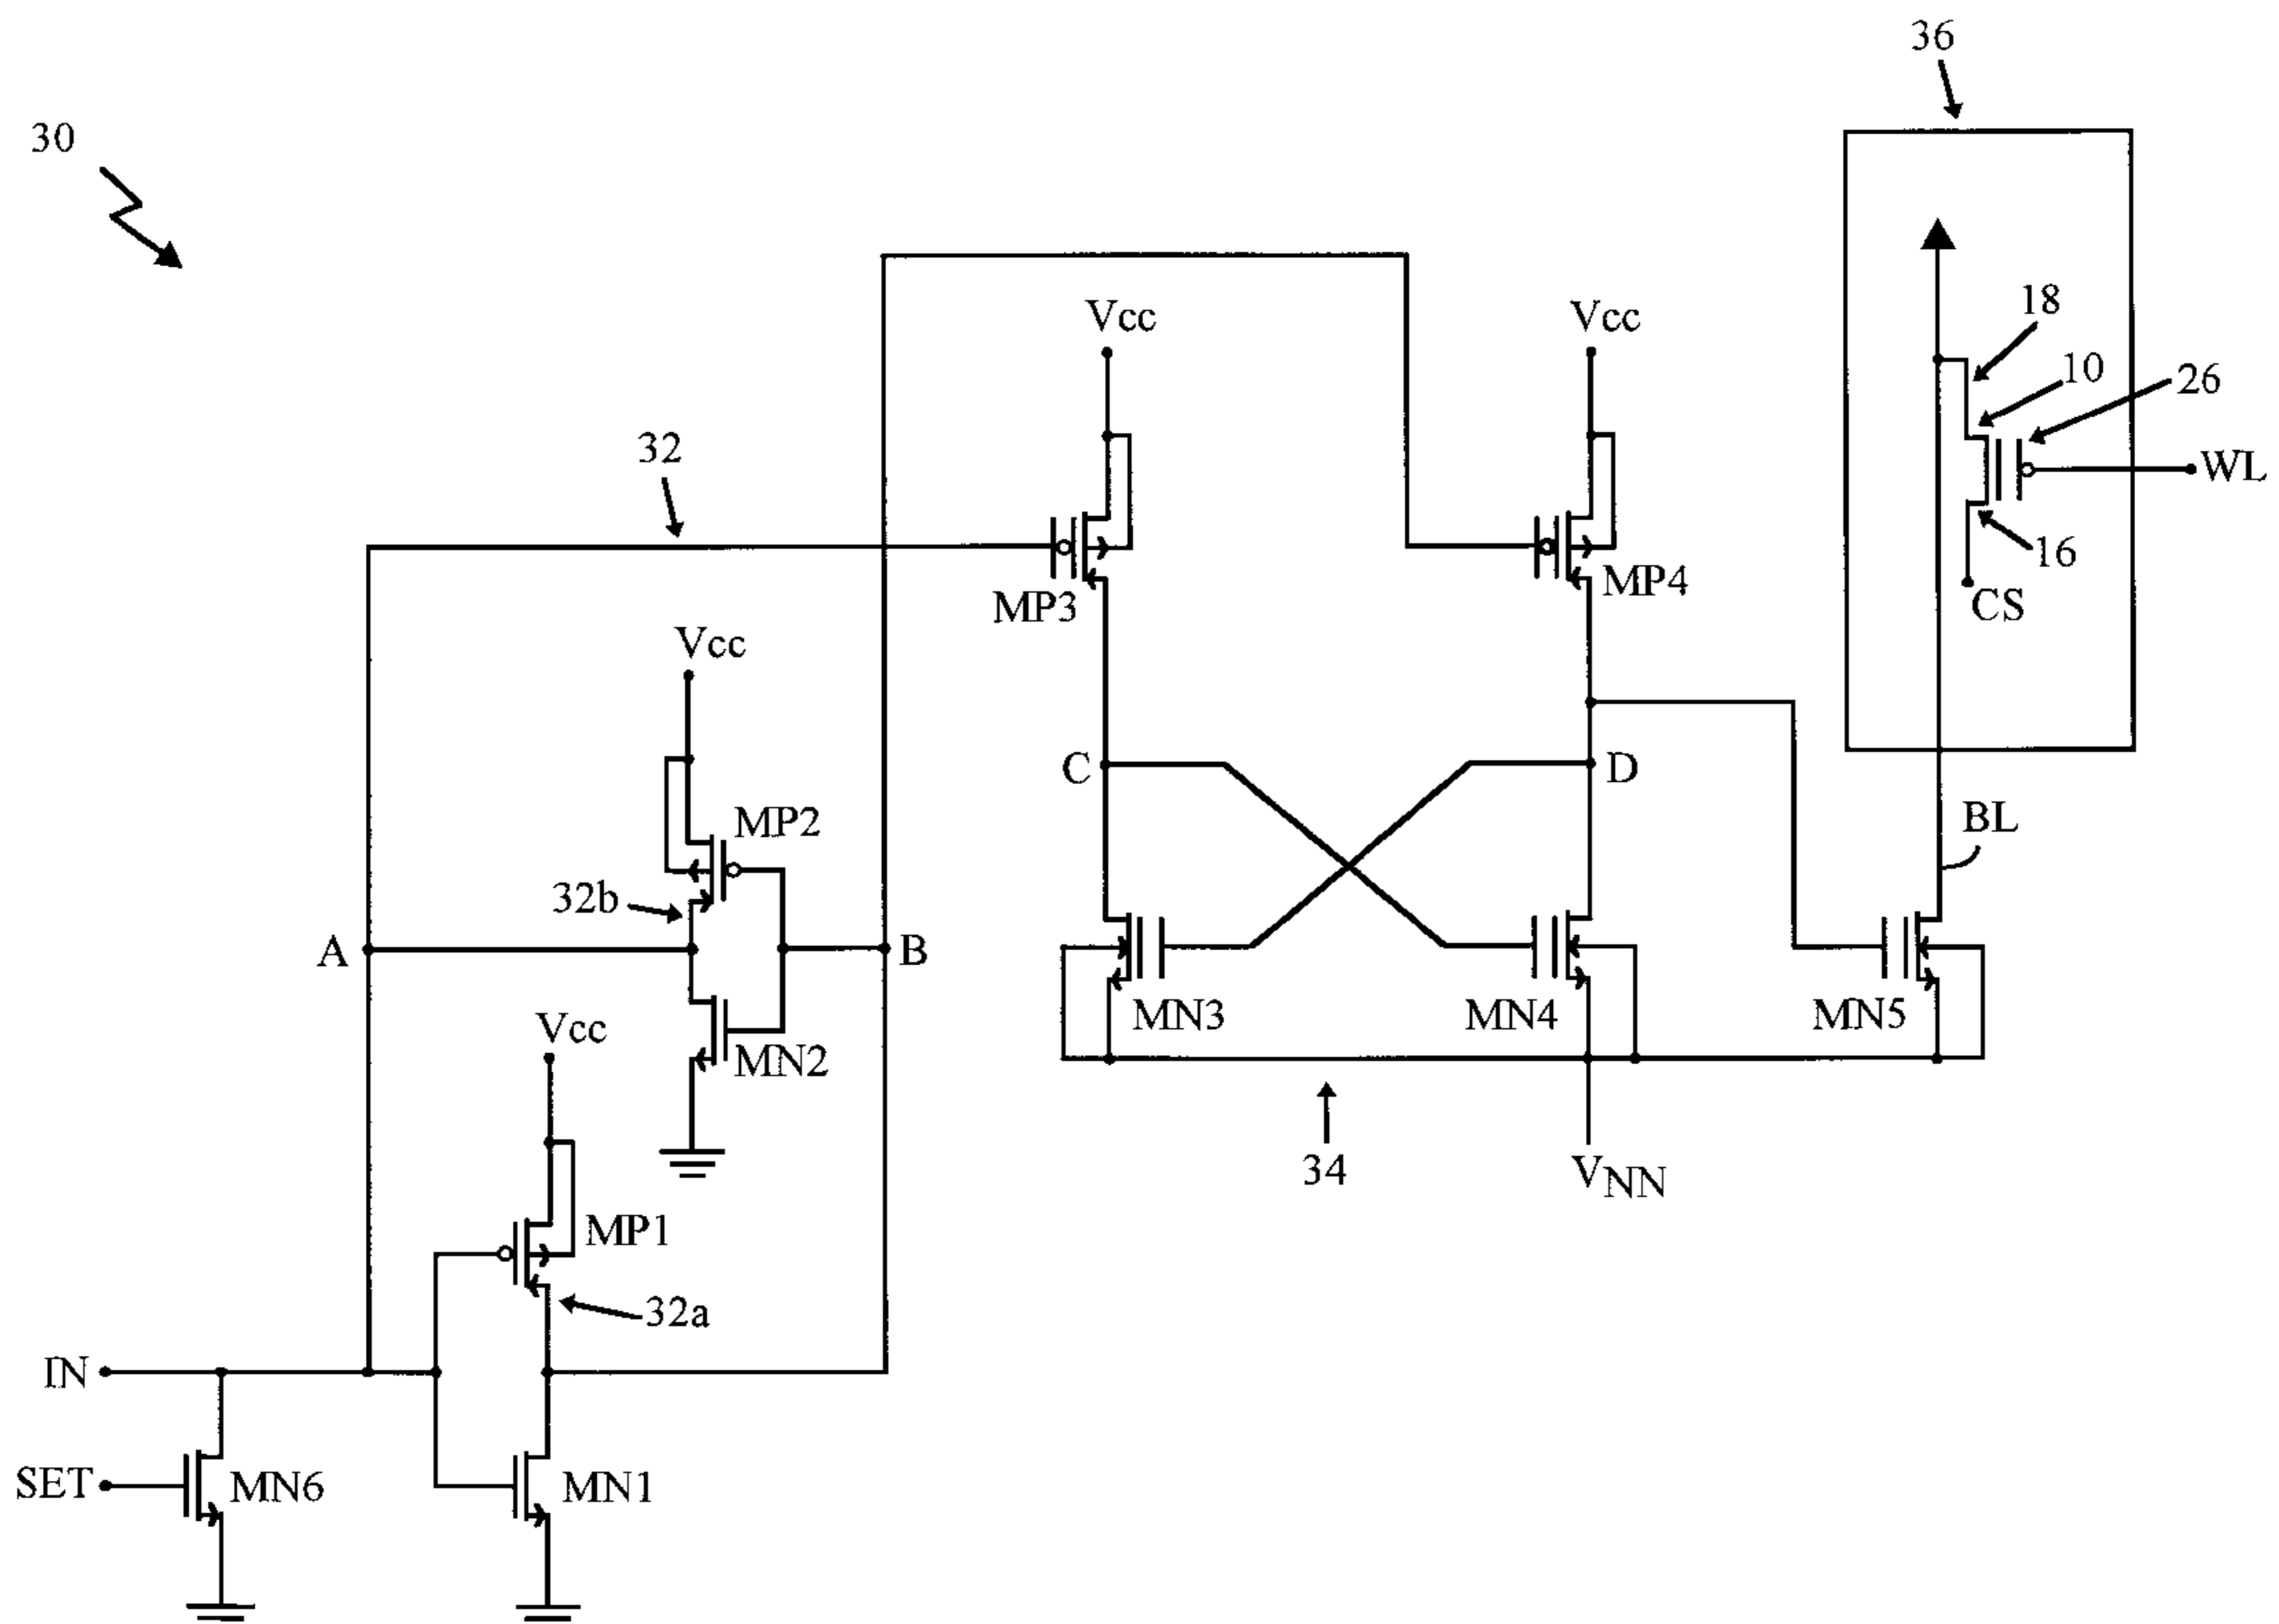 36
30
18
Vcc
Vcc
10
26
32
WL
16
MP3
MP4
CS
Vcc
C
D
MP2
BL
32b
A
B
MN3
MN4
MN5
Vcc
MN2
34
VNN
MP1
32a
IN
SET
MN6
MN1